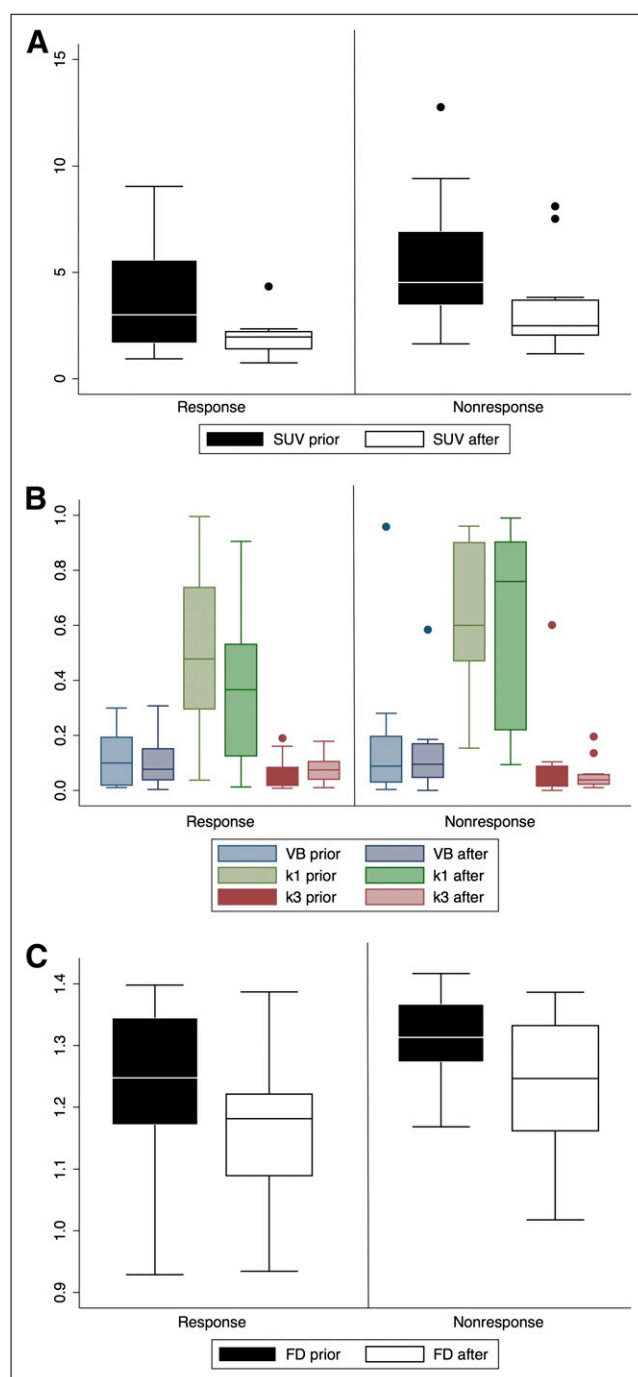 A
15
10
5
0
Response Nonresponse
SUV prior SUV after
B
1.0
0.8
0.6
0.4
0.2
0.0
Response Nonresponse
VB prior VB after
k1 prior k1 after
k3 prior k3 after
C
1.4
1.3
1.2
1.1
1.0
0.9
Response Nonresponse
FD prior FD after